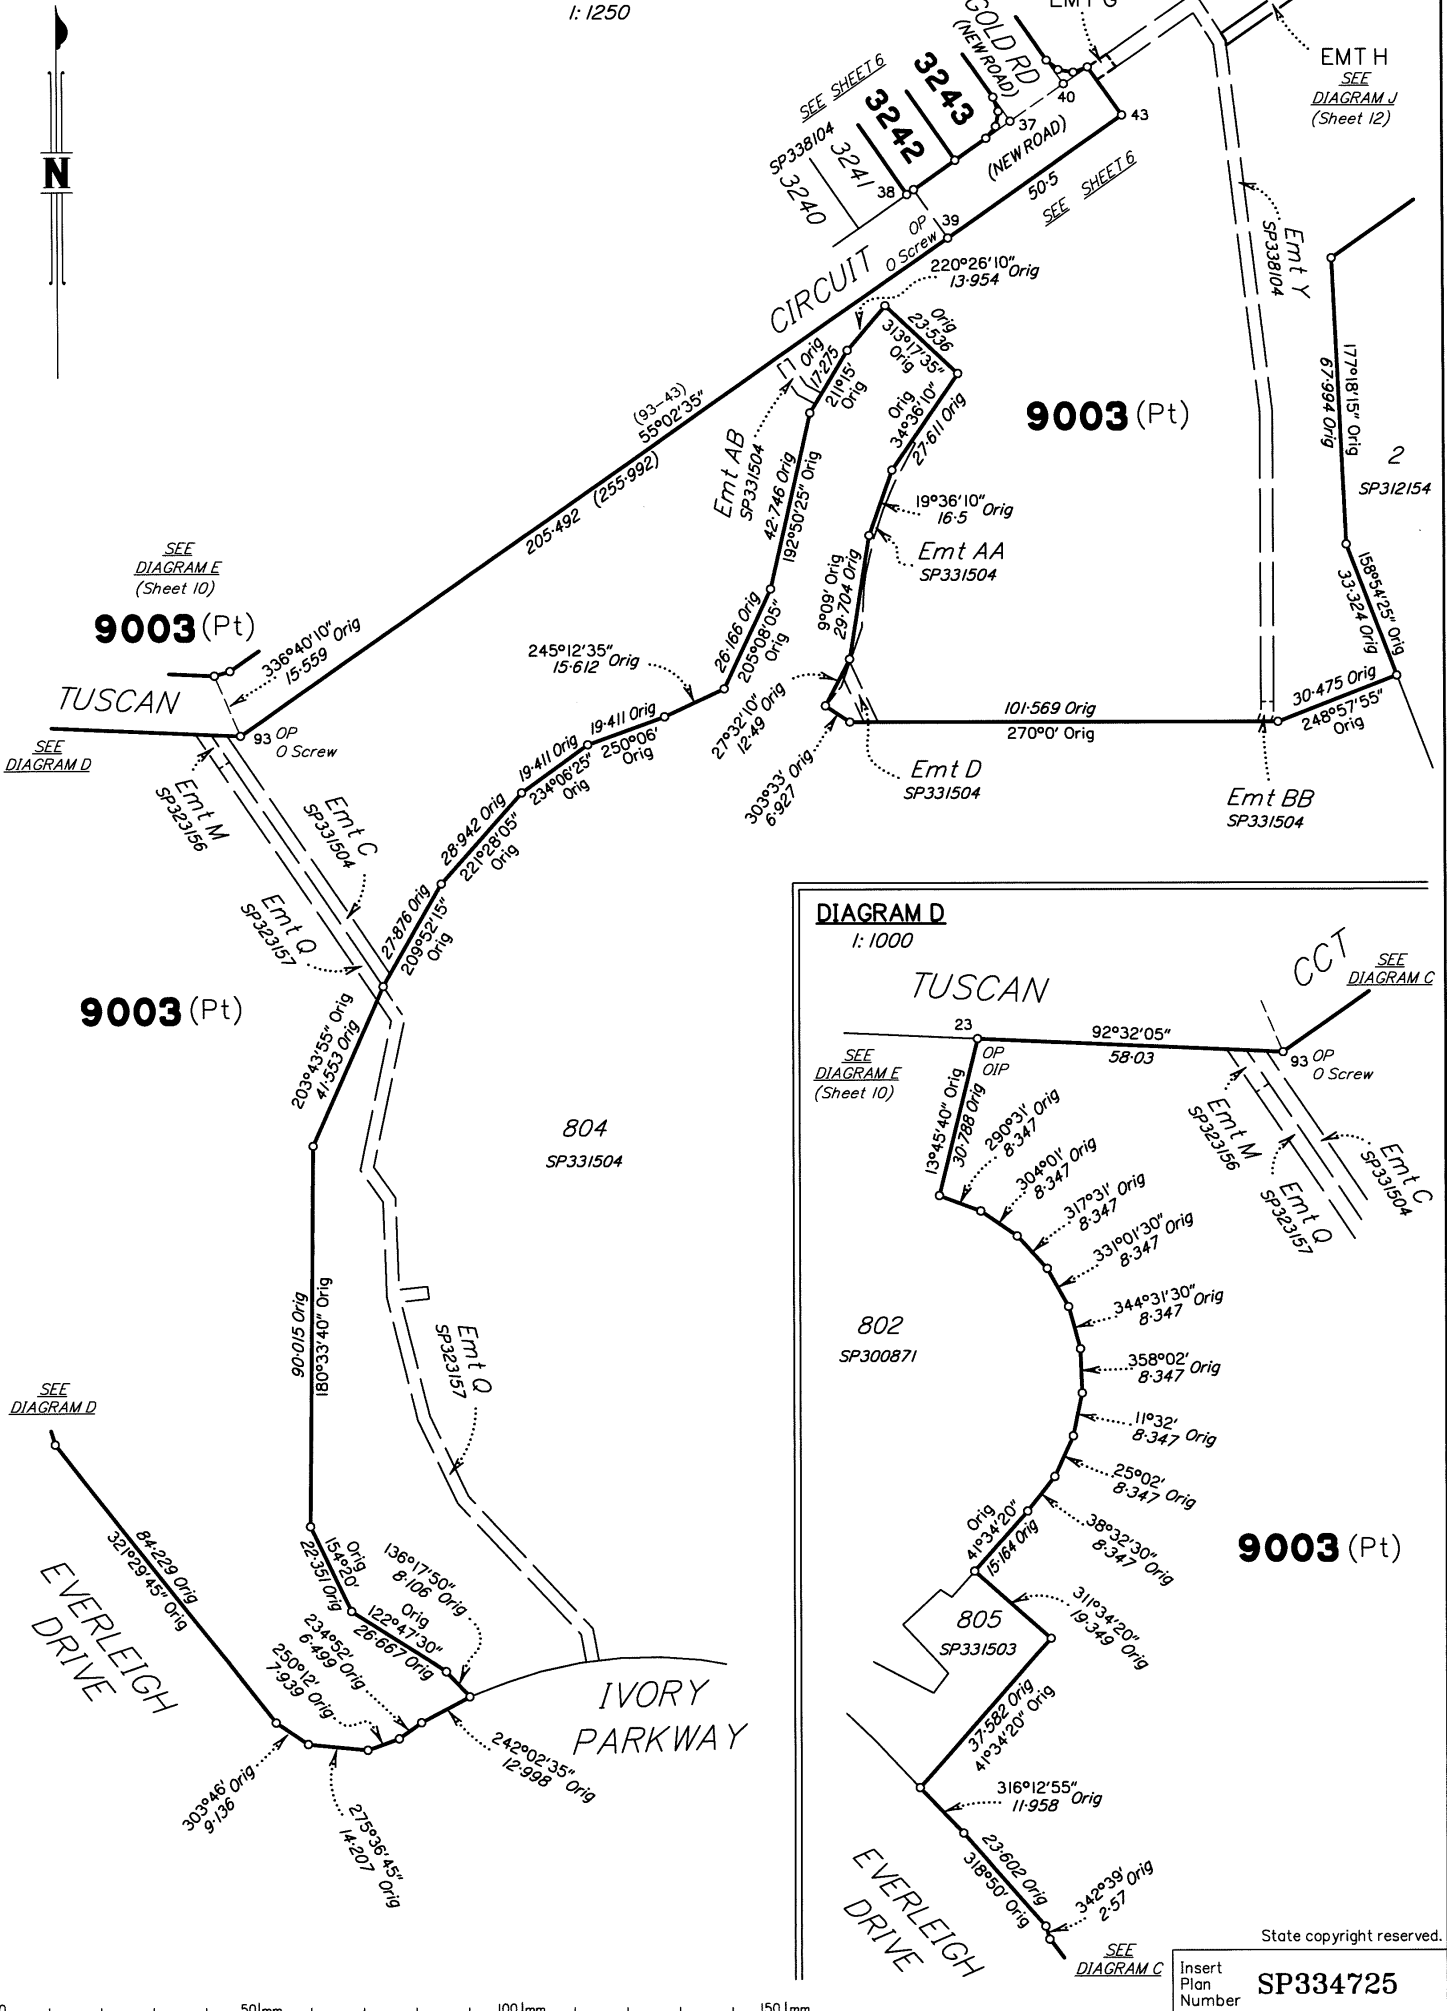 1: 1250
N
GOLD RD
(NEW ROAD)
EMT H
SEE
DIAGRAM J
(Sheet 12)
SEE SHEET 6
3243
3242
SP338104
3241
3240
40
37
43
38
39
(NEW ROAD)
50·5
SEE SHEET 6
OP
O Screw
CIRCUIT
220°26'10"
13·954 Orig
Orig
23·536
313°17'35"
Orig
17·275 Orig
211°15'
Orig
Orig
34°36'10"
27·611 Orig
9003 (Pt)
Emt Y
SP338104
177°18'15" Orig
67·994 Orig
2
SP312154
(93-43)
55°02'35"
205·492 (255·992)
Emt AB
SP331504
42·746 Orig
192°50'25" Orig
19°36'10"
16·5 Orig
Emt AA
SP331504
9°09' Orig
29·704 Orig
158°54'25" Orig
33·324 Orig
SEE
DIAGRAM E
(Sheet 10)
9003 (Pt)
336°40'10"
15·559 Orig
TUSCAN
SEE
DIAGRAM D
93 OP
O Screw
245°12'35"
15·612 Orig
26·166 Orig
205°08'05"
Orig
27°32'10"
12·49 Orig
303°33' Orig
6·927
101·569 Orig
270°0' Orig
30·475 Orig
248°57'55"
Orig
Emt D
SP331504
Emt BB
SP331504
19·411 Orig
250°06'
Orig
19·411 Orig
234°06'25"
Orig
28·942 Orig
221°28'05"
Orig
27·876 Orig
209°52'15"
Orig
Emt M
SP323156
Emt C
SP331504
Emt Q
SP323157
9003 (Pt)
203°43'55" Orig
41·553 Orig
804
SP331504
90·015 Orig
180°33'40" Orig
Emt Q
SP323157
SEE
DIAGRAM D
84·229 Orig
321°29'45" Orig
EVERLEIGH
DRIVE
Orig
154°20'
22·351 Orig
136°17'50"
8·106 Orig
Orig
122°47'30"
26·667 Orig
234°52'
6·499 Orig
250°12' Orig
7·939
303°46' Orig
9·136
275°36'45"
14·207 Orig
242°02'35"
12·998 Orig
IVORY
PARKWAY
DIAGRAM D
1: 1000
TUSCAN
CCT
SEE
DIAGRAM C
23
OP
OIP
92°32'05"
58·03
93 OP
O Screw
SEE
DIAGRAM E
(Sheet 10)
13°45'40" Orig
30·788 Orig
290°31' Orig
8·347
304°01' Orig
8·347
317°31' Orig
8·347
331°01'30" Orig
8·347
344°31'30" Orig
8·347
358°02' Orig
8·347
11°32'
8·347 Orig
25°02'
8·347 Orig
38°32'30"
8·347 Orig
Emt M
SP323156
Emt C
SP331504
Emt Q
SP323157
802
SP300871
Orig
41°34'20"
15·164 Orig
9003 (Pt)
805
SP331503
311°34'20"
19·349 Orig
37·582 Orig
41°34'20" Orig
316°12'55"
11·958 Orig
23·602 Orig
318°50' Orig
342°39' Orig
2·57
EVERLEIGH
DRIVE
SEE
DIAGRAM C
State copyright reserved.
Insert
Plan
Number
SP334725
50mm 100mm 150mm